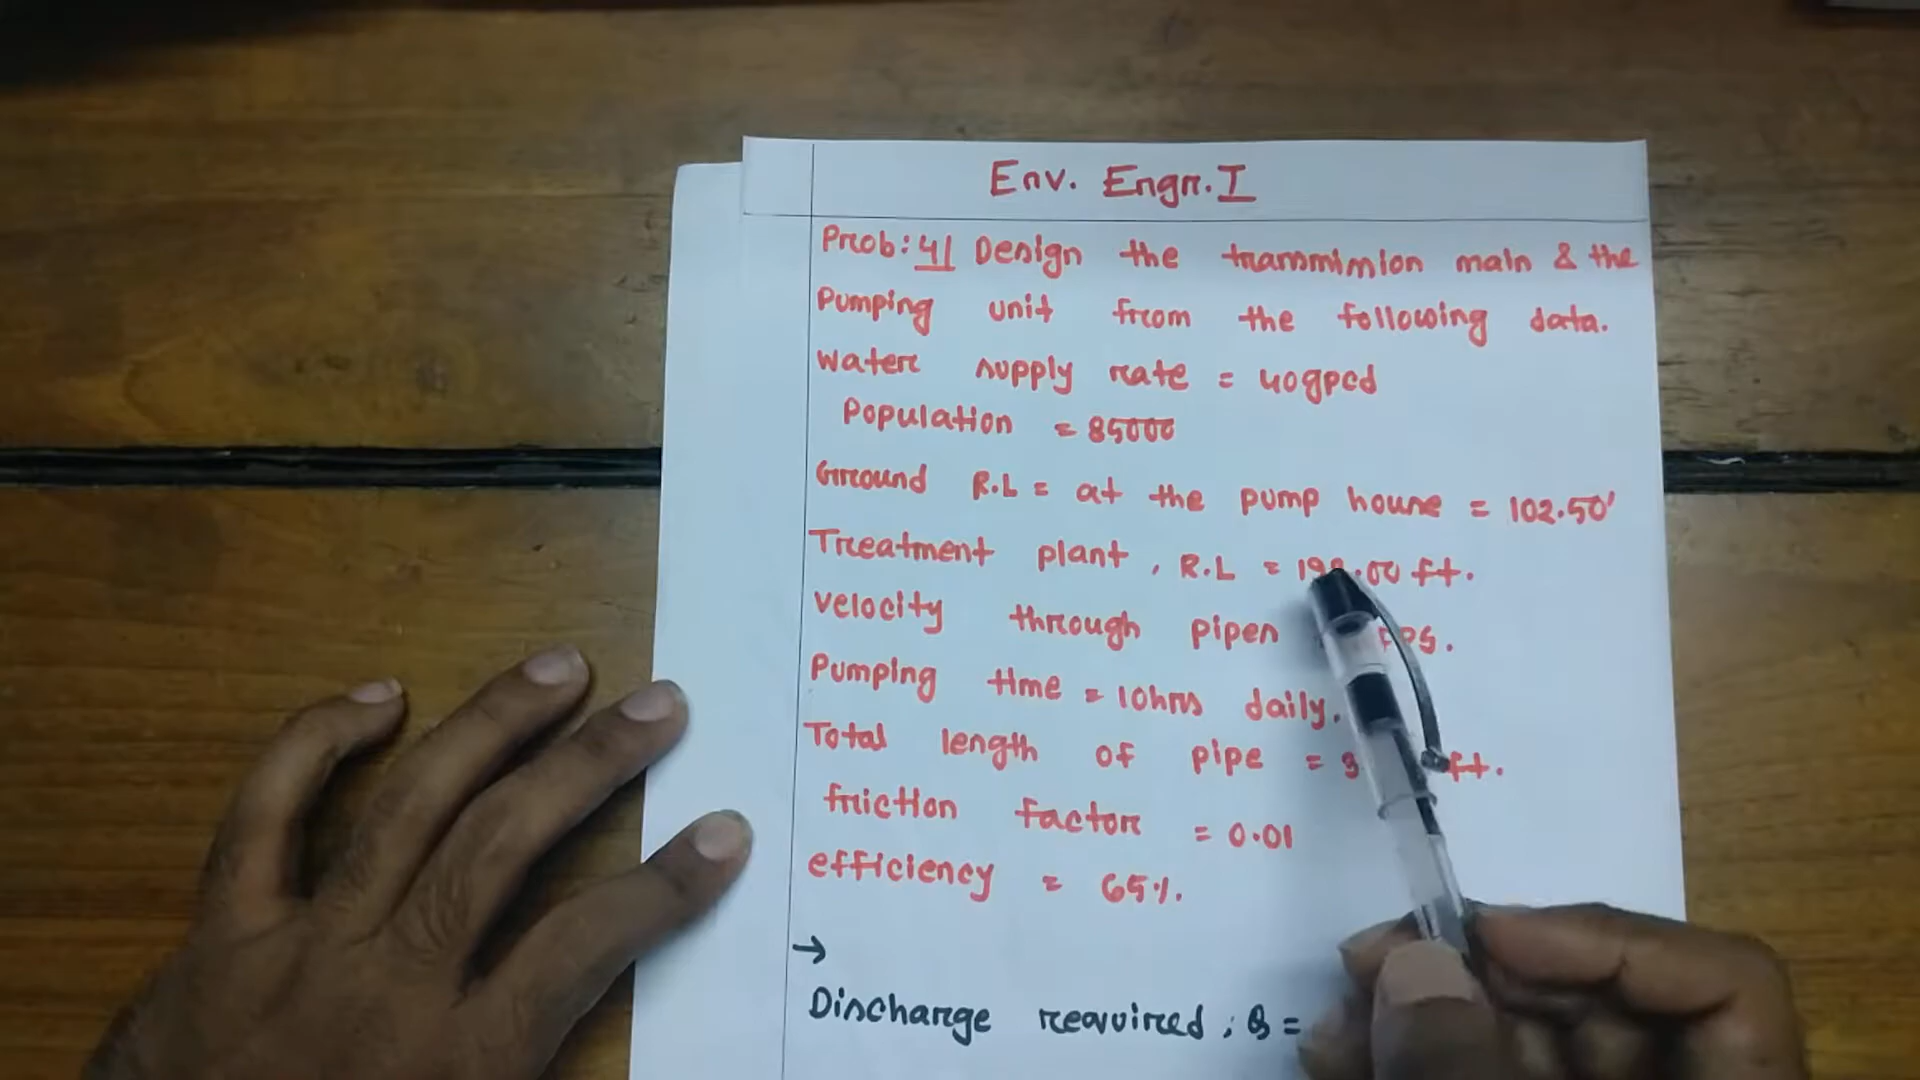 Env. Engr. I
Prob: 41 Design the transmission main & the
Pumping unit from the following data.
water supply rate = 40gpcd
Population = 85000
Ground R.L = at the pump house = 102.50'
Treatment plant, R.L = ft.
velocity through pipes
Pumping time = 10hrs daily.
Total length of pipe = ft.
friction factor = 0.01
efficiency = 65%.
→
Discharge required, Q =